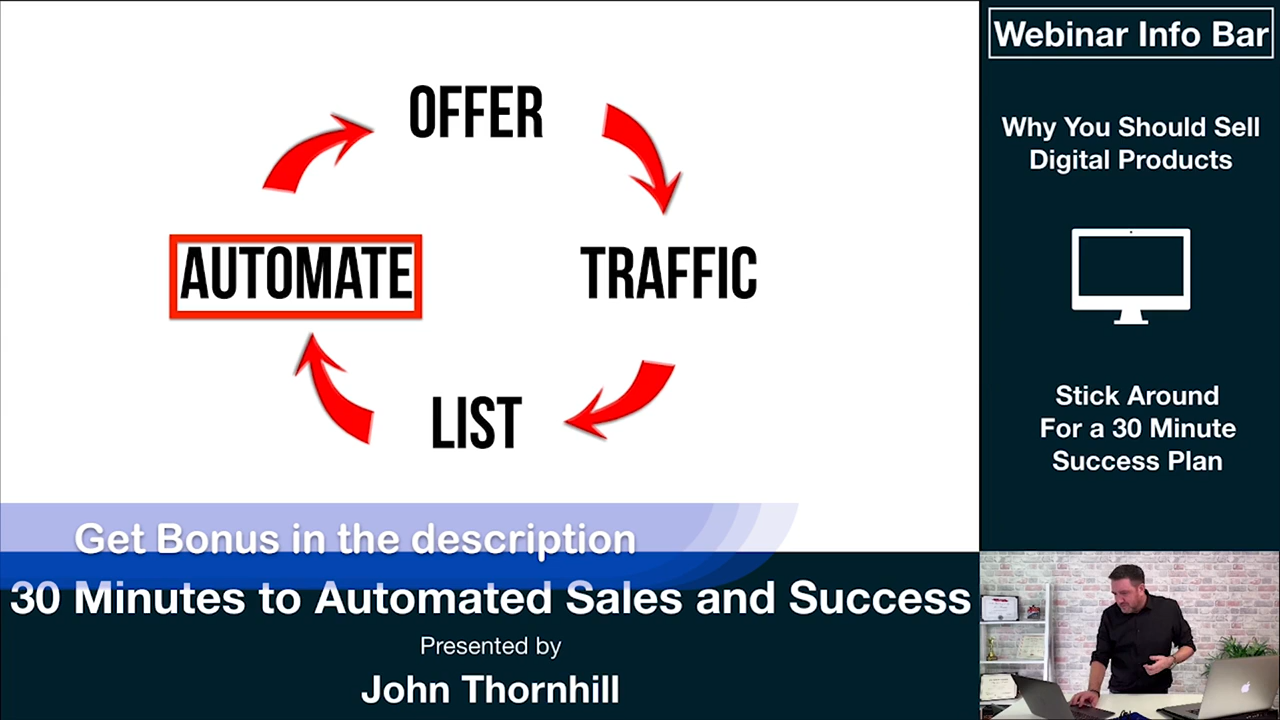 OFFER
AUTOMATE
TRAFFIC
LIST
Get Bonus in the description
30 Minutes to Automated Sales and Success
Presented by
John Thornhill
Webinar Info Bar
Why You Should Sell
Digital Products
Stick Around
For a 30 Minute
Success Plan